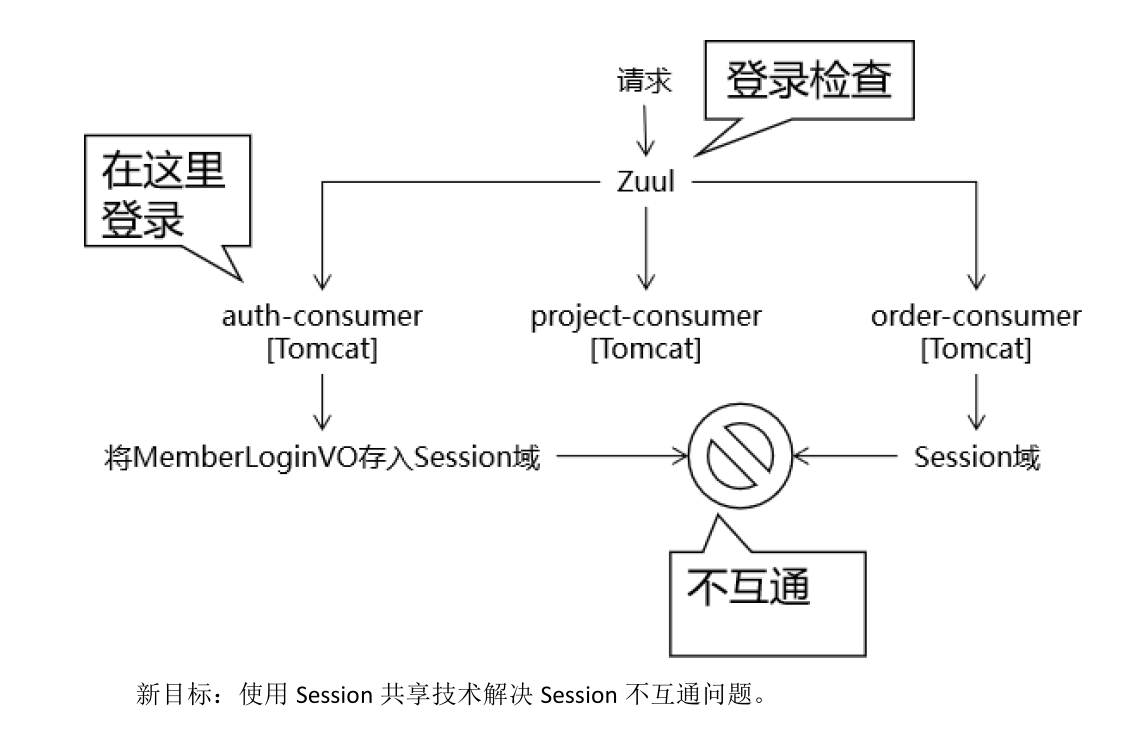 请求
登录检查
在这里
登录
Zuul
auth-consumer
[Tomcat]
project-consumer
[Tomcat]
order-consumer
[Tomcat]
将MemberLoginVO存入Session域
Session域
不互通
新目标：使用 Session 共享技术解决 Session 不互通问题。